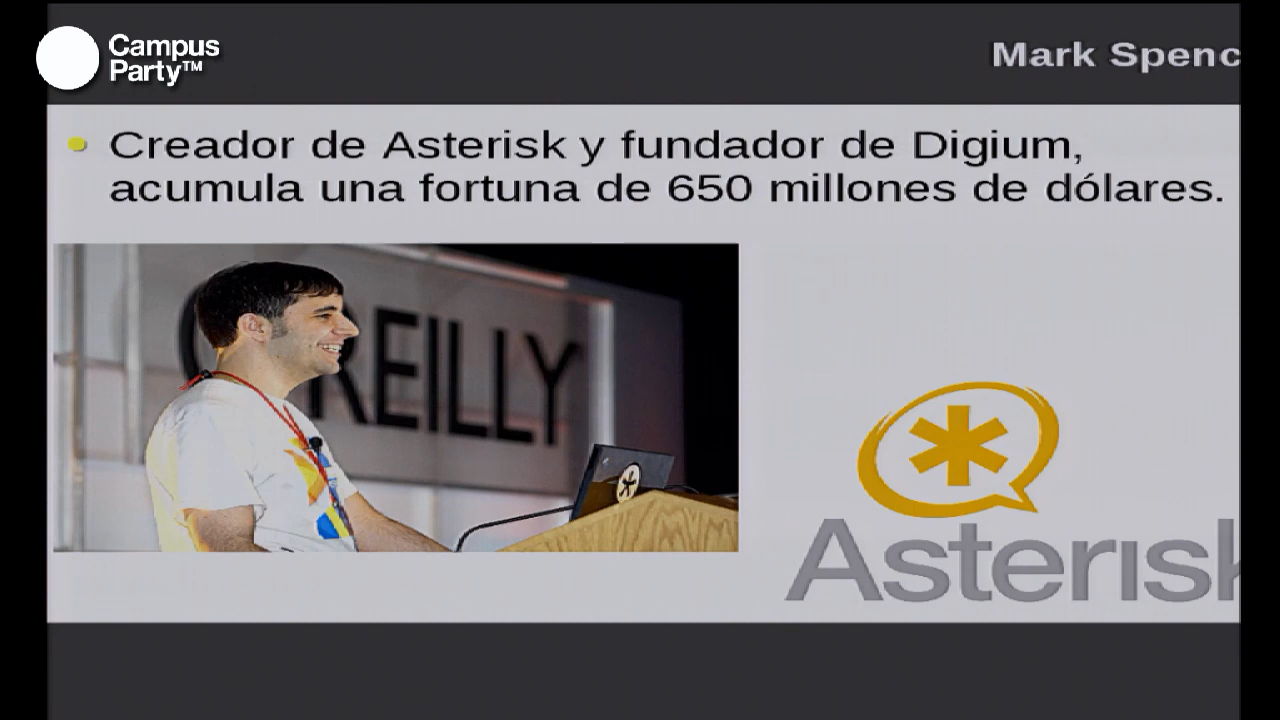 Campus
Party™
Mark Spenc
Creador de Asterisk y fundador de Digium,
acumula una fortuna de 650 millones de dólares.
REILLY
Asterisk